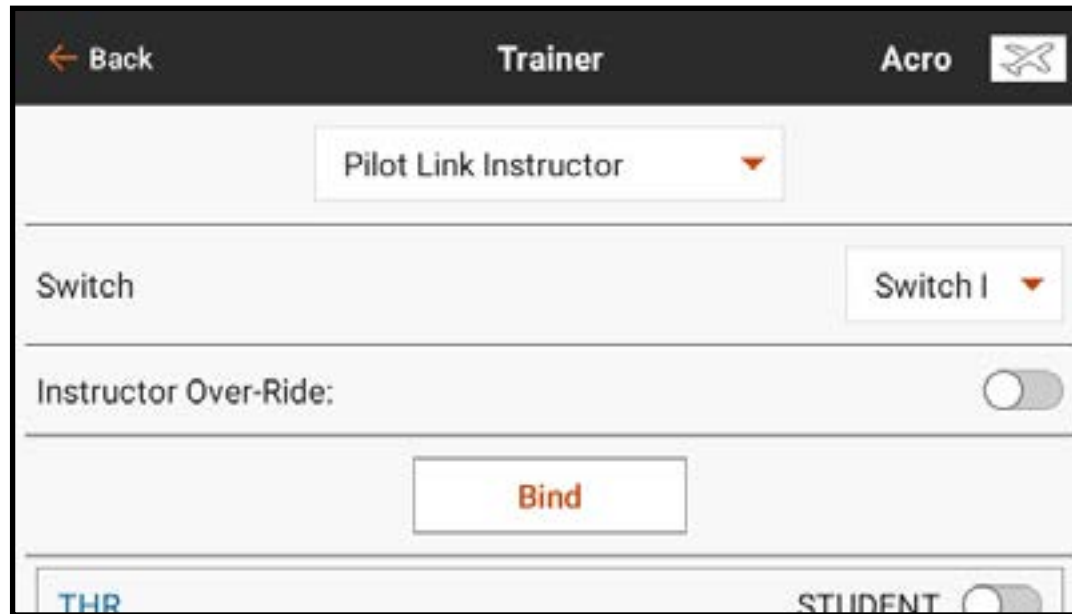 Back Trainer Acro
Pilot Link Instructor
Switch Switch I
Instructor Over-Ride:
Bind
THR STUDENT